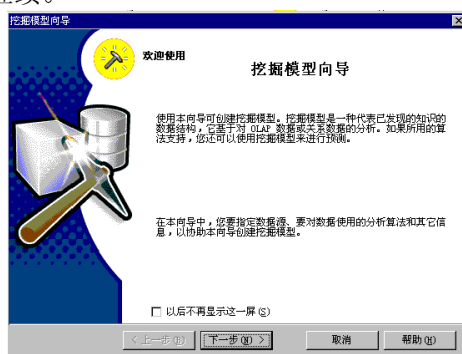 挖掘模型向导
欢迎使用
挖掘模型向导
使用本向导可创建挖掘模型。挖掘模型是一种代表已发现的知识的
数据结构，它基于对 OLAP 数据或关系数据的分析。如果所用的算
法支持，您还可以使用挖掘模型来进行预测。
在本向导中，您要指定数据源、要对数据使用的分析算法和其它信
息，以协助本向导创建挖掘模型。
以后不再显示这一屏(S)
<上一步(B) 下一步(N)> 取消 帮助(H)